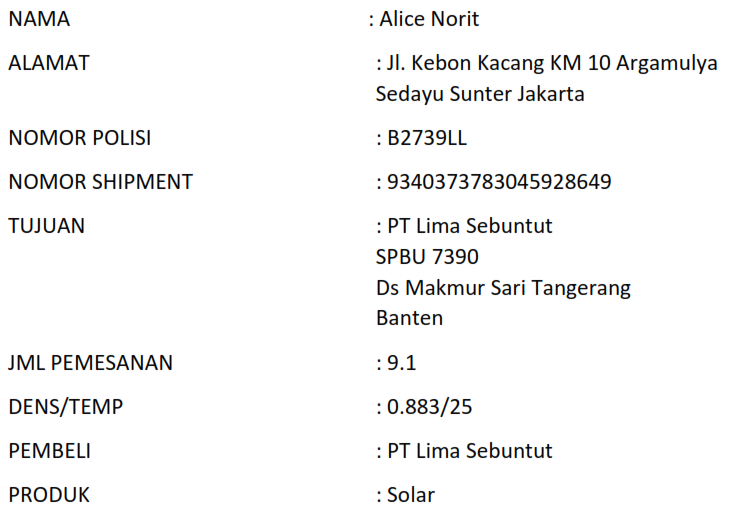 NAMA : Alice Norit
ALAMAT : Jl. Kebon Kacang KM 10 Argamulya
Sedayu Sunter Jakarta
NOMOR POLISI : B2739LL
NOMOR SHIPMENT : 9340373783045928649
TUJUAN : PT Lima Sebuntut
SPBU 7390
Ds Makmur Sari Tangerang
Banten
JML PEMESANAN : 9.1
DENS/TEMP : 0.883/25
PEMBELI : PT Lima Sebuntut
PRODUK : Solar